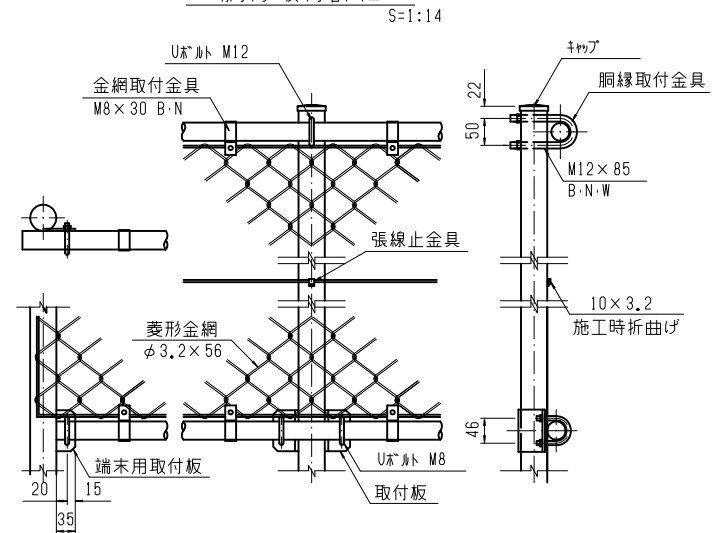 S=1:14
Uボルト M12
キャップ
金網取付金具
M8×30 B·N
胴縁取付金具
22
50
M12×85
B·N·W
張線止金具
10×3.2
施工時折曲げ
菱形金網
φ3.2×56
46
端末用取付板
Uボルト M8
20
15
取付板
35